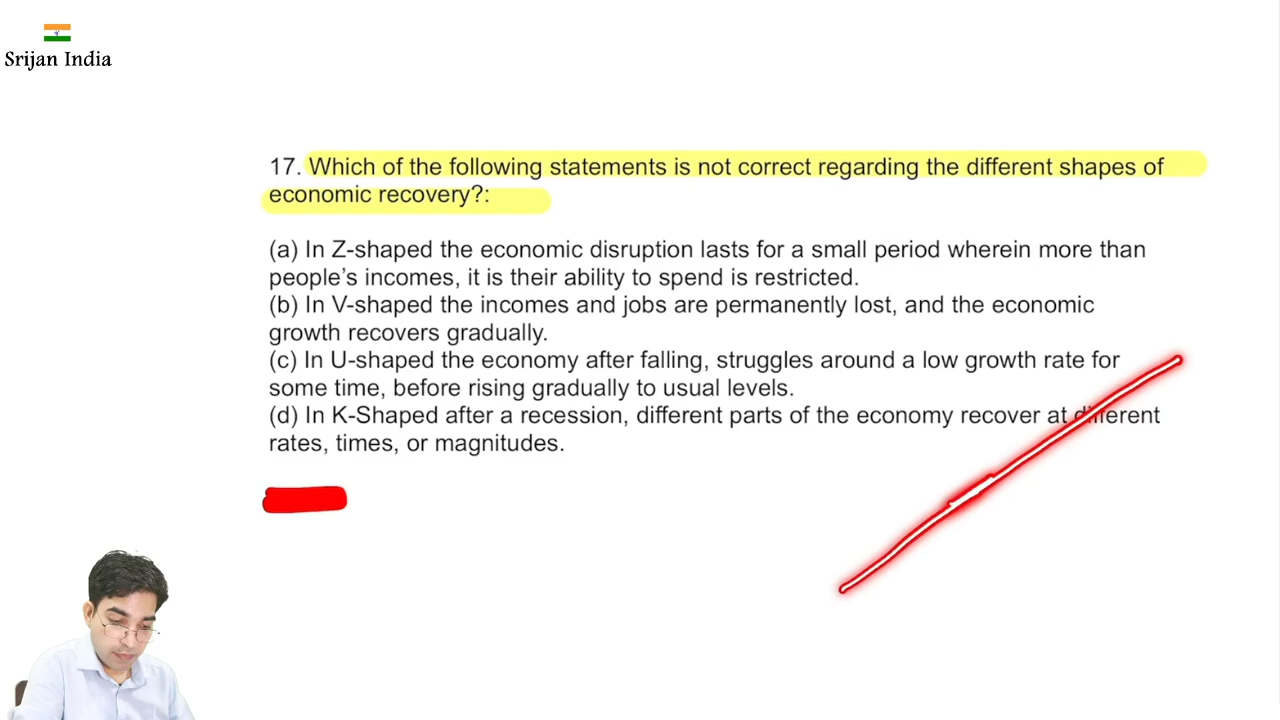 Srijan India
17. Which of the following statements is not correct regarding the different shapes of
economic recovery?:
(a) In Z-shaped the economic disruption lasts for a small period wherein more than
people's incomes, it is their ability to spend is restricted.
(b) In V-shaped the incomes and jobs are permanently lost, and the economic
growth recovers gradually.
(c) In U-shaped the economy after falling, struggles around a low growth rate for
some time, before rising gradually to usual levels.
(d) In K-Shaped after a recession, different parts of the economy recover at different
rates, times, or magnitudes.